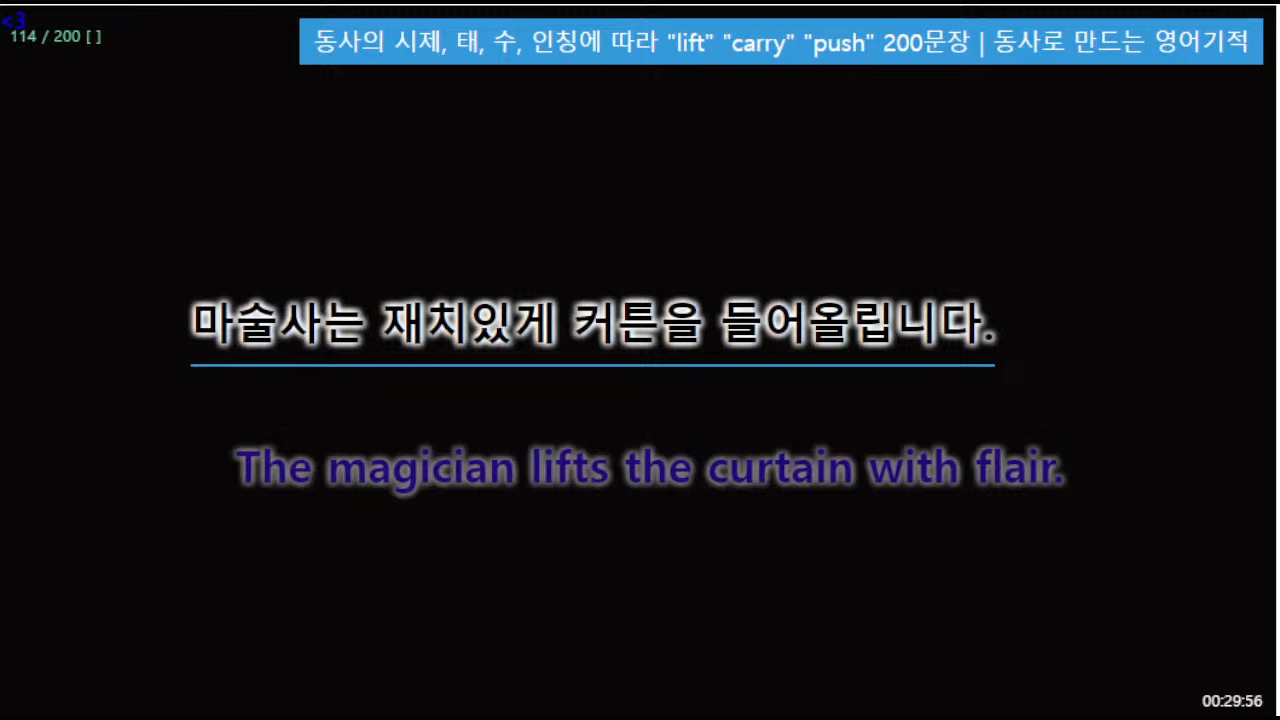 <3
114 / 200 [ ]
동사의 시제, 태, 수, 인칭에 따라 "lift" "carry" "push" 200문장 | 동사로 만드는 영어기적
마술사는 재치있게 커튼을 들어올립니다.
The magician lifts the curtain with flair.
00:29:56